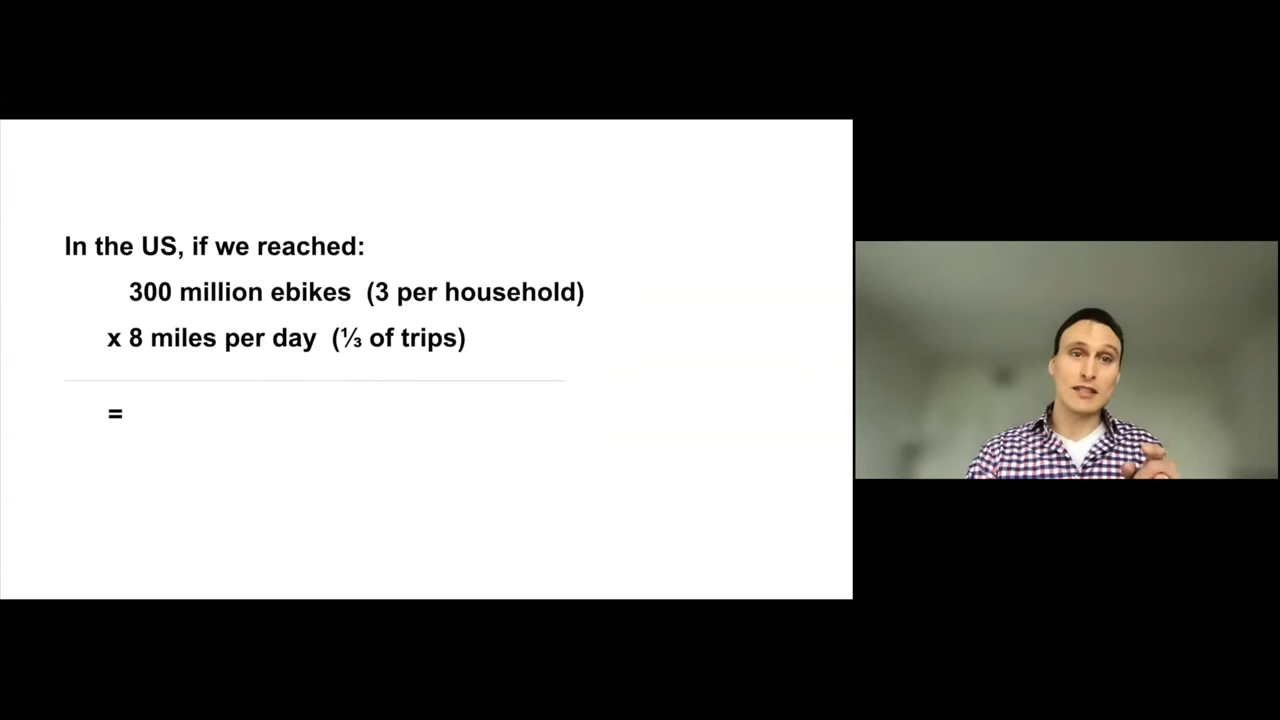 In the US, if we reached:
300 million ebikes (3 per household)
x 8 miles per day (⅓ of trips)
=